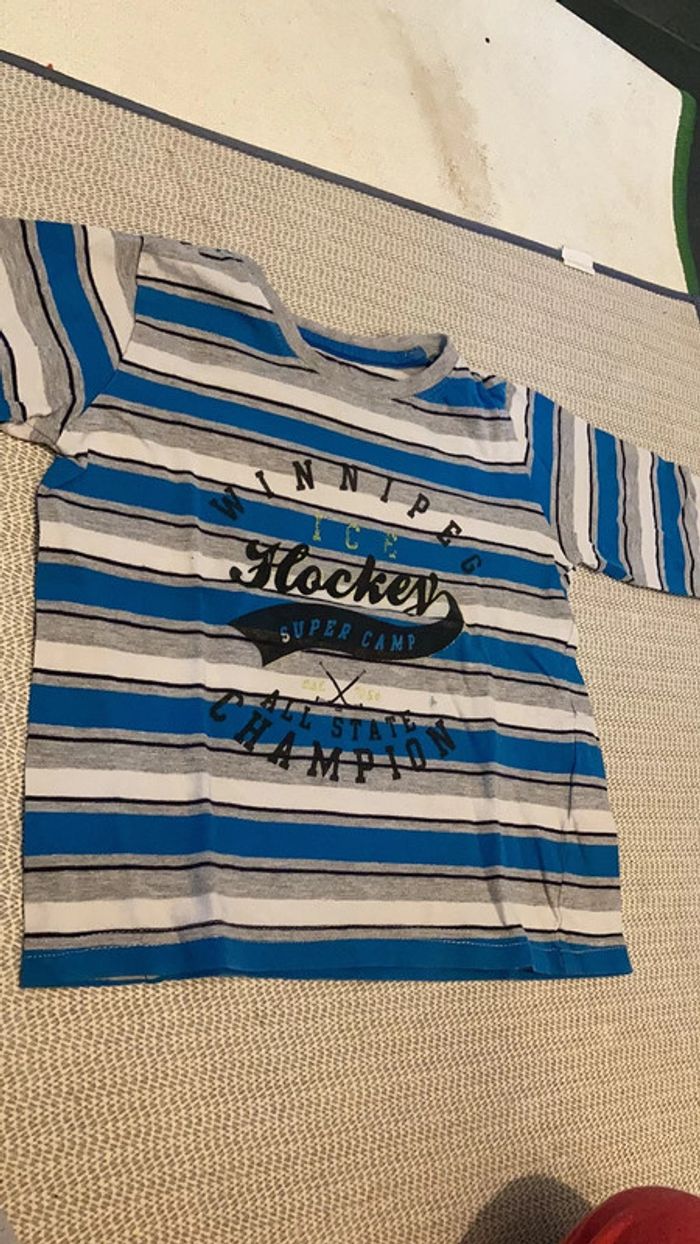 WINNIPEG
ICE
Hockey
SUPER CAMP
ALL STATE
CHAMPION